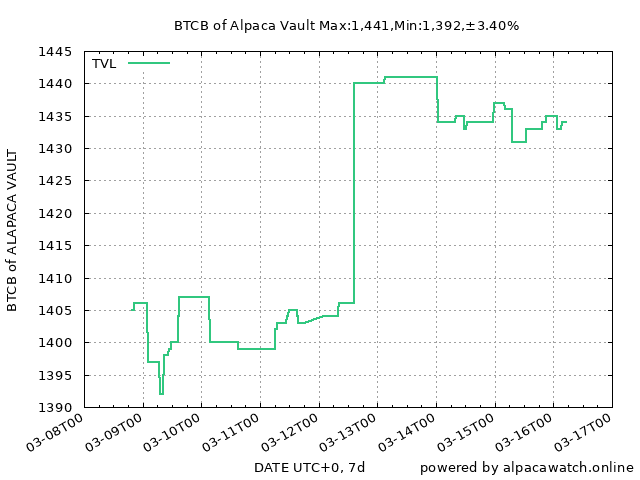 BTCB of Alpaca Vault Max:1,441,Min:1,392,±3.40%
TVL
1445
1440
1435
1430
1425
1420
1415
1410
1405
1400
1395
1390
BTCB of ALAPACA VAULT
03-08T00
03-09T00
03-10T00
03-11T00
03-12T00
03-13T00
03-14T00
03-15T00
03-16T00
03-17T00
DATE UTC+0, 7d
powered by alpacawatch.online